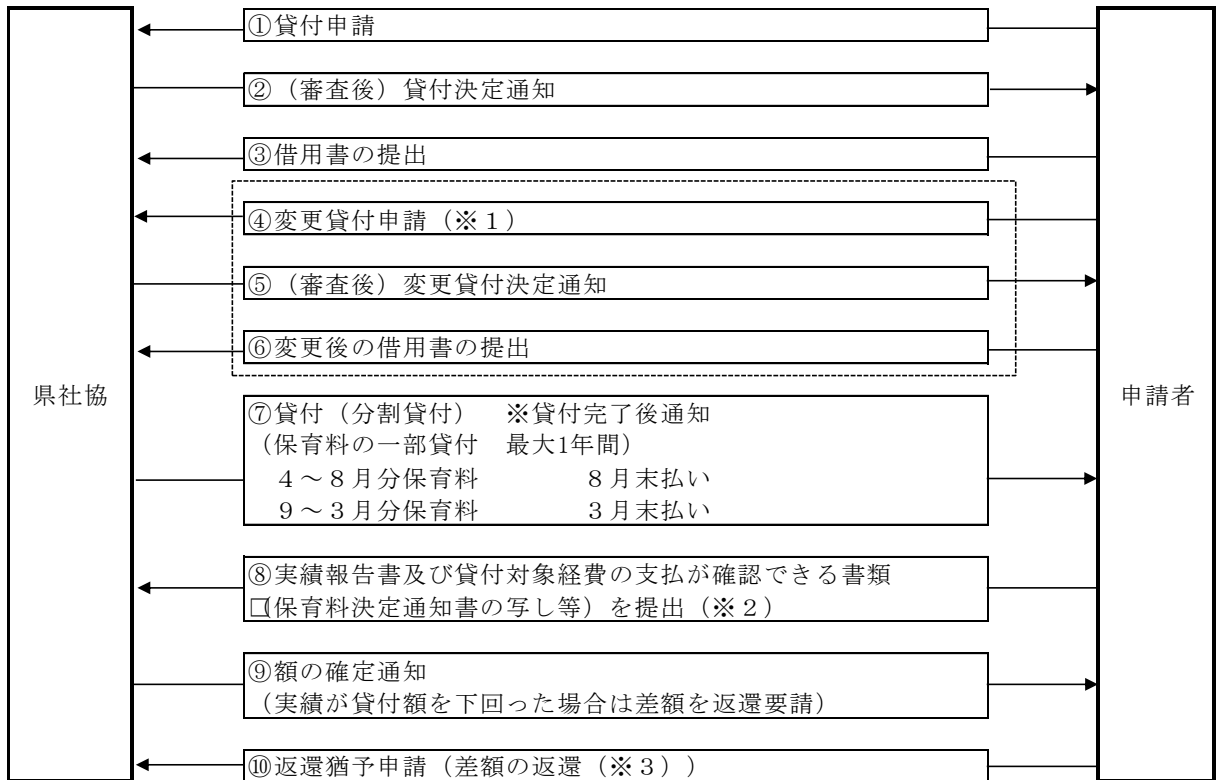 ①貸付申請
②（審査後）貸付決定通知
③借用書の提出
④変更貸付申請（※１）
⑤（審査後）変更貸付決定通知
⑥変更後の借用書の提出
県社協
申請者
⑦貸付（分割貸付）　※貸付完了後通知
（保育料の一部貸付　最大1年間）
４～８月分保育料　８月末払い
９～３月分保育料　３月末払い
⑧実績報告書及び貸付対象経費の支払が確認できる書類
□(保育料決定通知書の写し等）を提出（※２）
⑨額の確定通知
（実績が貸付額を下回った場合は差額を返還要請）
⑩返還猶予申請（差額の返還（※３））